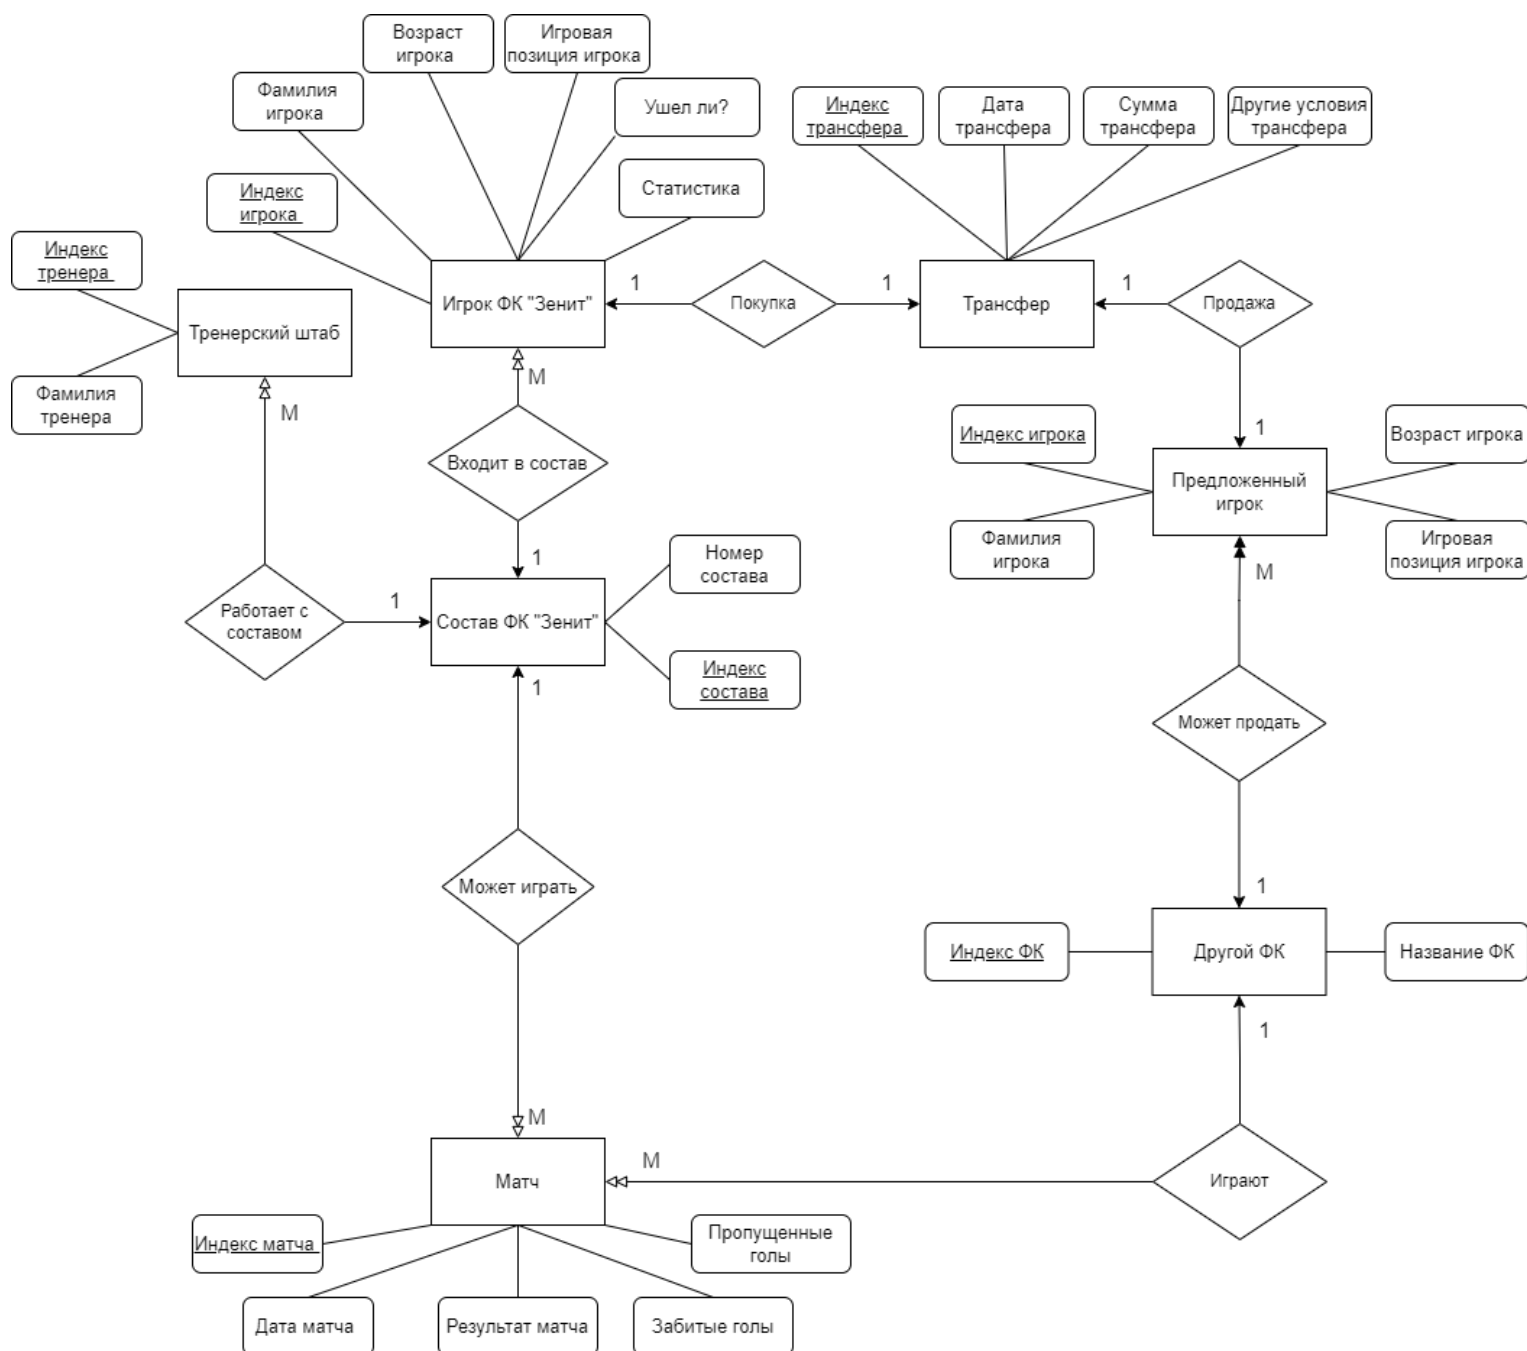 Возраст
игрока
Игровая
позиция игрока
Фамилия
игрока
Ушел ли?
Индекс
трансфера
Дата
трансфера
Сумма
трансфера
Другие условия
трансфера
Индекс
игрока
Статистика
Индекс
тренера
Тренерский штаб
Фамилия
тренера
Игрок ФК "Зенит"
1
Покупка
1
Трансфер
1
Продажа
M
M
1
Входит в состав
Индекс игрока
Возраст игрока
Предложенный
игрок
Фамилия
игрока
Игровая
позиция игрока
Номер
состава
1
M
Работает с
составом
1
Состав ФК "Зенит"
Индекс
состава
1
Может продать
Может играть
1
Индекс ФК
Другой ФК
Название ФК
1
M
Матч
M
Играют
Индекс матча
Пропущенные
голы
Дата матча
Результат матча
Забитые голы